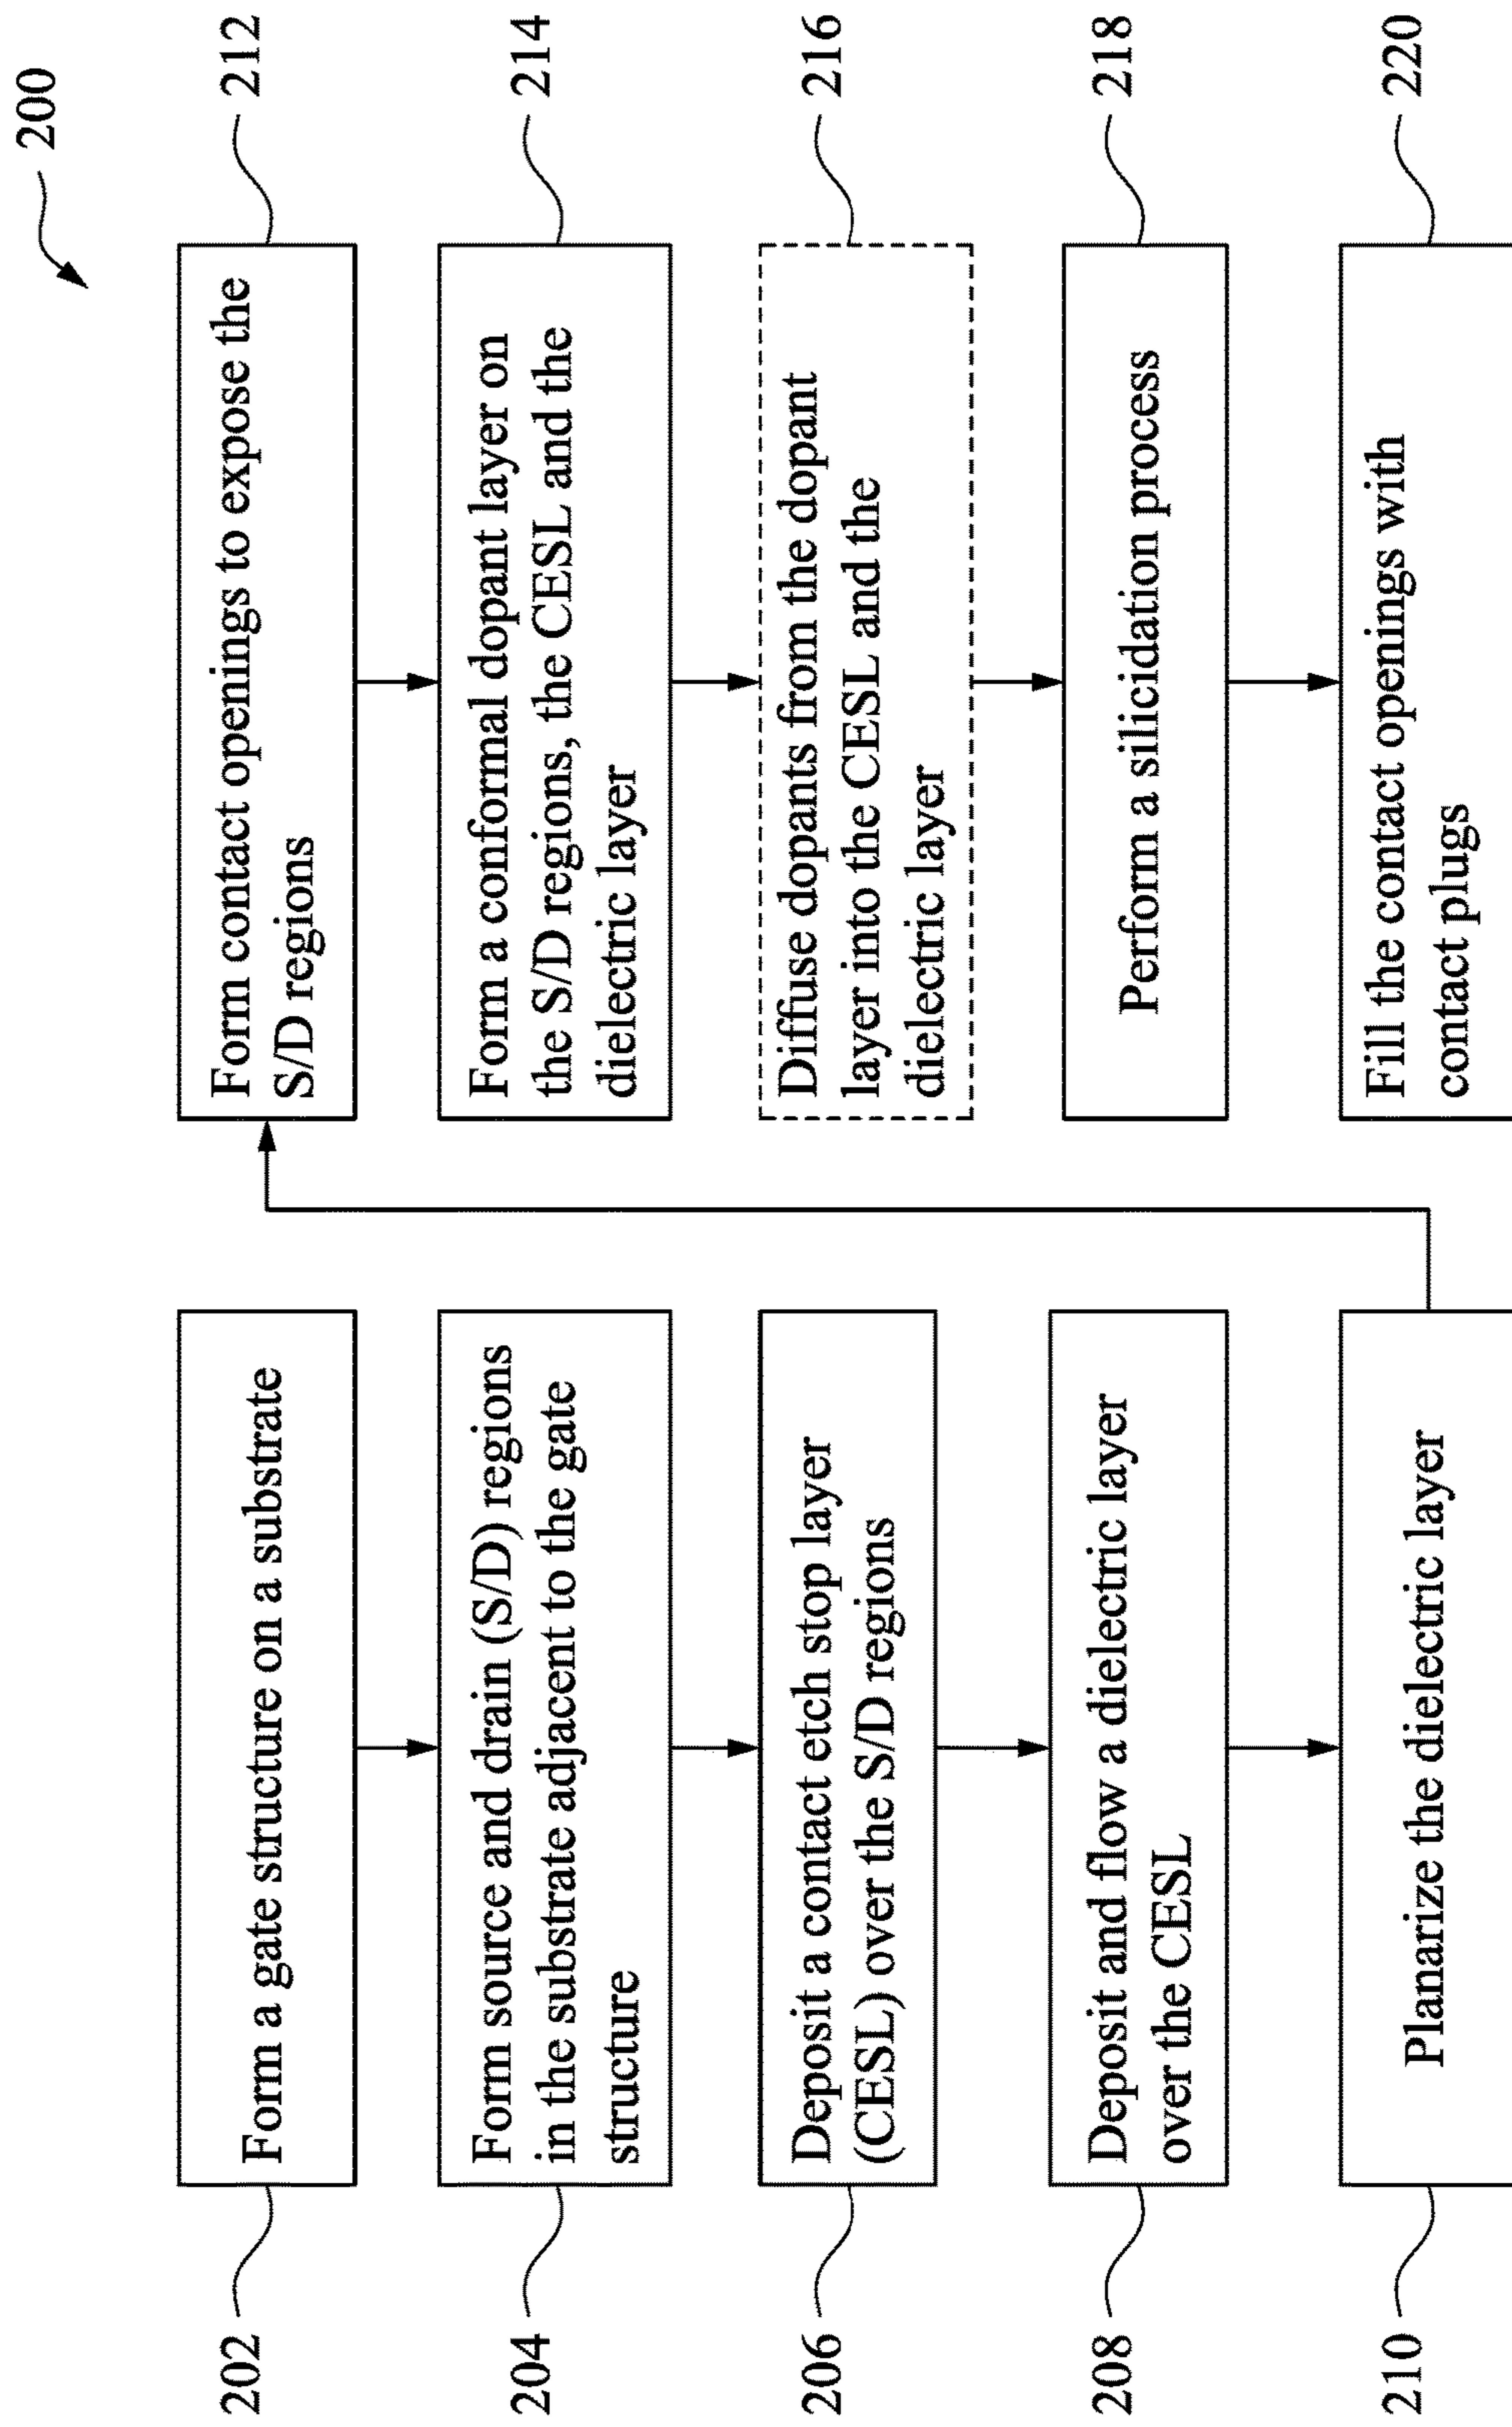 200
202
Form a gate structure on a substrate
204
Form source and drain (S/D) regions
in the substrate adjacent to the gate
structure
206
Deposit a contact etch stop layer
(CESL) over the S/D regions
208
Deposit and flow a dielectric layer
over the CESL
210
Planarize the dielectric layer
212
Form contact openings to expose the
S/D regions
214
Form a conformal dopant layer on
the S/D regions, the CESL and the
dielectric layer
216
Diffuse dopants from the dopant
layer into the CESL and the
dielectric layer
218
Perform a silicidation process
220
Fill the contact openings with
contact plugs